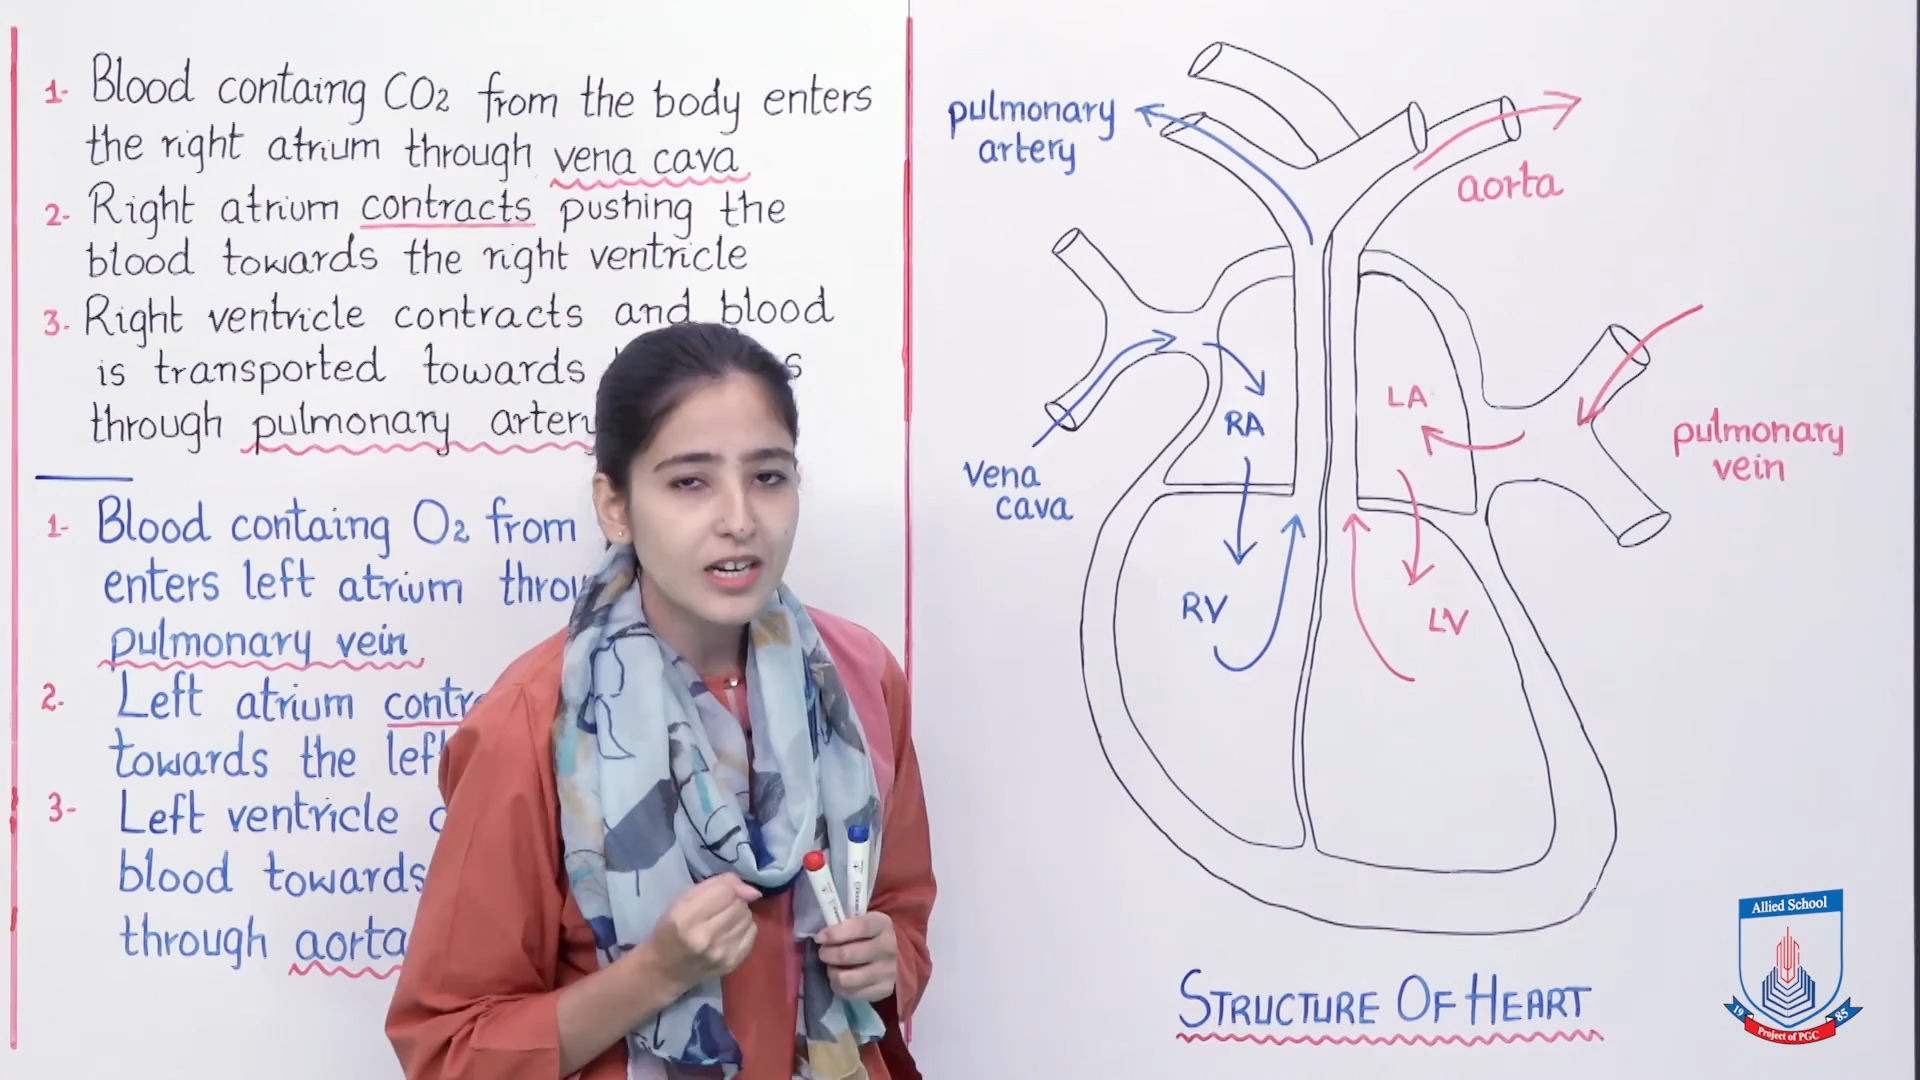 1- Blood containg CO2 from the body enters
the right atrium through vena cava
2- Right atrium contracts pushing the
blood towards the right ventricle
3- Right ventricle contracts and blood
is transported towards
through pulmonary artery
1- Blood containg O2 from
enters left atrium
pulmonary vein
2- Left atrium
towards the
3- Left ventricle
blood towards
through aorta
pulmonary
artery
aorta
vena
cava
RA
LA
pulmonary
vein
RV
LV
STRUCTURE OF HEART
Allied School
1985
Project of PGC